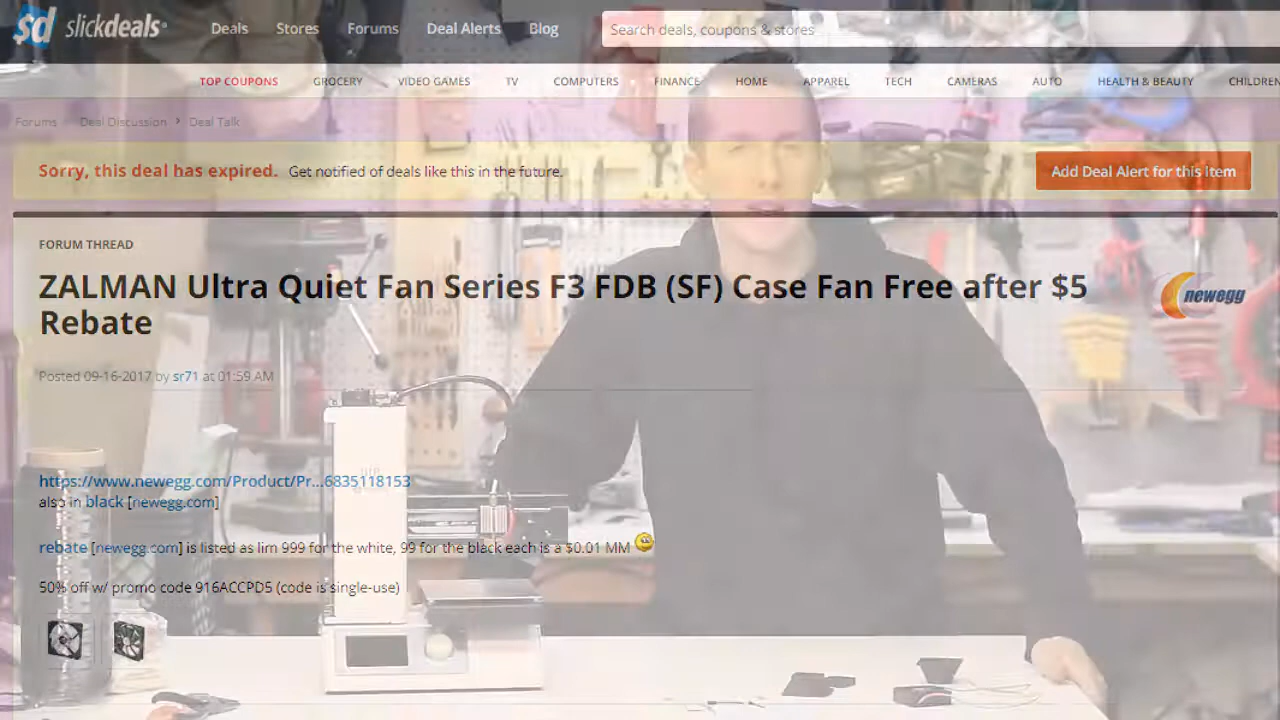 slickdeals
Deals Stores Forums Deal Alerts Blog Search deals, coupons & stores
TOP COUPONS GROCERY VIDEO GAMES TV COMPUTERS FINANCE HOME APPAREL TECH CAMERAS AUTO HEALTH & BEAUTY CHILDREN
Forums Deal Discussion > Deal Talk
Sorry, this deal has expired. Get notified of deals like this in the future. Add Deal Alert for this item
FORUM THREAD
ZALMAN Ultra Quiet Fan Series F3 FDB (SF) Case Fan Free after $5
Rebate
newegg
Posted 09-16-2017 by sr71 at 01:59 AM
https://www.newegg.com/Product/Pr...6835118153
also in black [newegg.com]
rebate [newegg.com] is listed as lim 999 for the white, 99 for the black each is a $0.01 MM
50% off w/ promo code 916ACCPD5 (code is single-use)